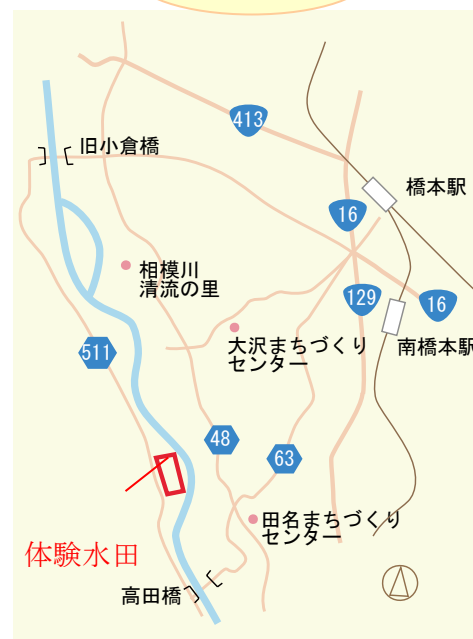 413
旧小倉橋
橋本駅
16
相模川
清流の里
129
16
大沢まちづくり
センター
南橋本駅
511
48
63
田名まちづくり
センター
体験水田
高田橋